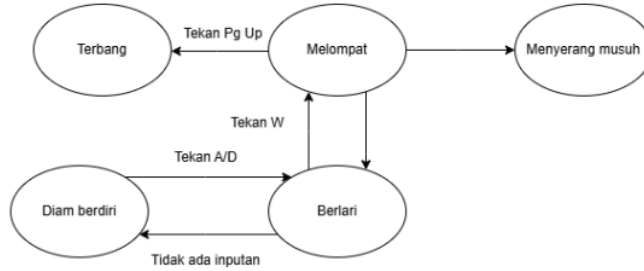 Terbang
Tekan Pg Up
Melompat
Menyerang musuh
Tekan W
Tekan A/D
Diam berdiri
Berlari
Tidak ada inputan